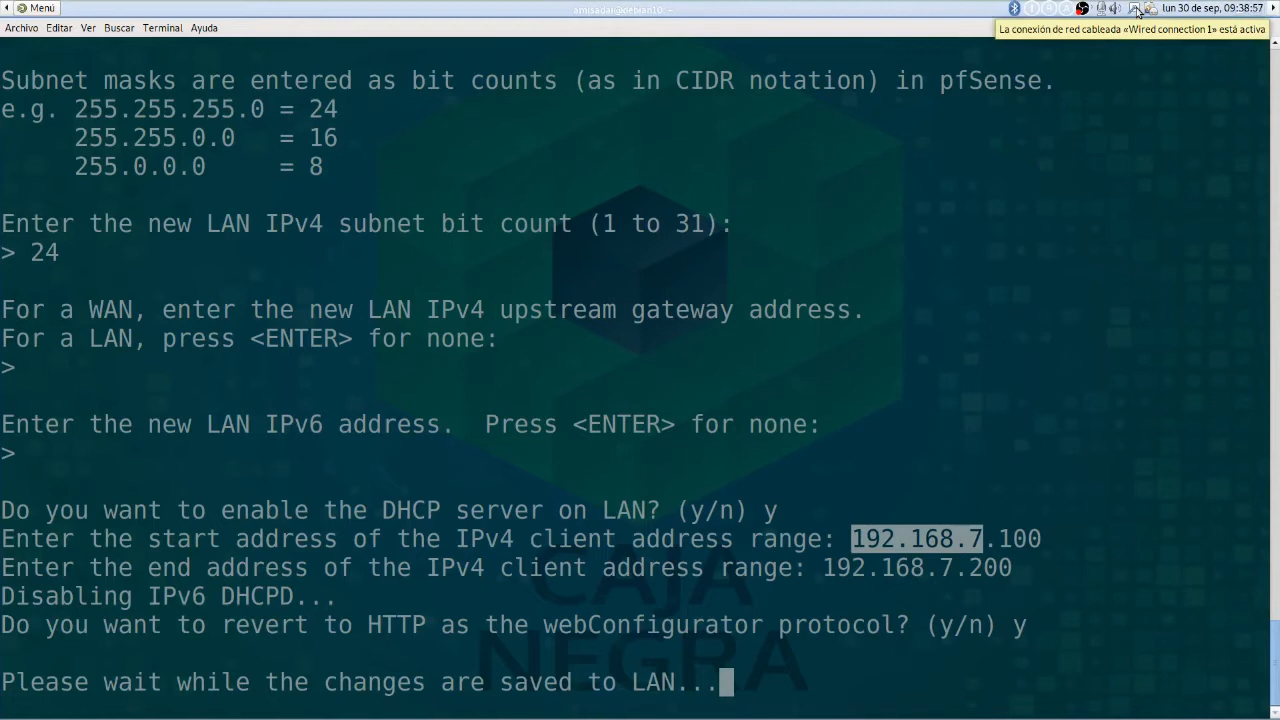 Menú
amisadai@debian10: ~
lun 30 de sep, 09:38:57
Archivo Editar Ver Buscar Terminal Ayuda
La conexión de red cableada «Wired connection 1» está activa
Subnet masks are entered as bit counts (as in CIDR notation) in pfSense.
e.g. 255.255.255.0 = 24
255.255.0.0 = 16
255.0.0.0 = 8
Enter the new LAN IPv4 subnet bit count (1 to 31):
> 24
For a WAN, enter the new LAN IPv4 upstream gateway address.
For a LAN, press <ENTER> for none:
>
Enter the new LAN IPv6 address.  Press <ENTER> for none:
>
Do you want to enable the DHCP server on LAN? (y/n) y
Enter the start address of the IPv4 client address range: 192.168.7.100
Enter the end address of the IPv4 client address range: 192.168.7.200
Disabling IPv6 DHCPD...
Do you want to revert to HTTP as the webConfigurator protocol? (y/n) y
Please wait while the changes are saved to LAN...
CAJA
NEGRA